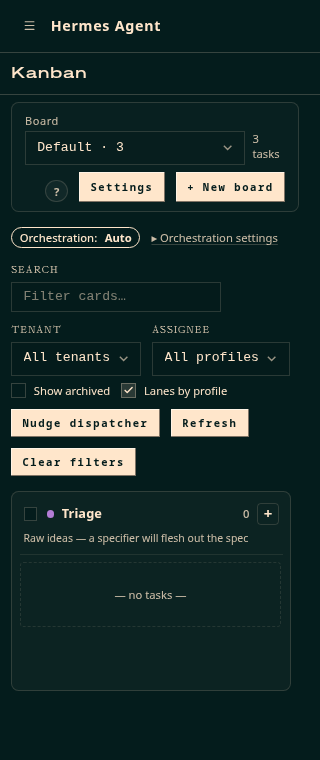 ☰ Hermes Agent
Kanban
Board
Default · 3
3
tasks
? Settings + New board
Orchestration: Auto ▸ Orchestration settings
SEARCH
Filter cards…
TENANT ASSIGNEE
All tenants All profiles
Show archived Lanes by profile
Nudge dispatcher Refresh
Clear filters
Triage 0 +
Raw ideas — a specifier will flesh out the spec
— no tasks —